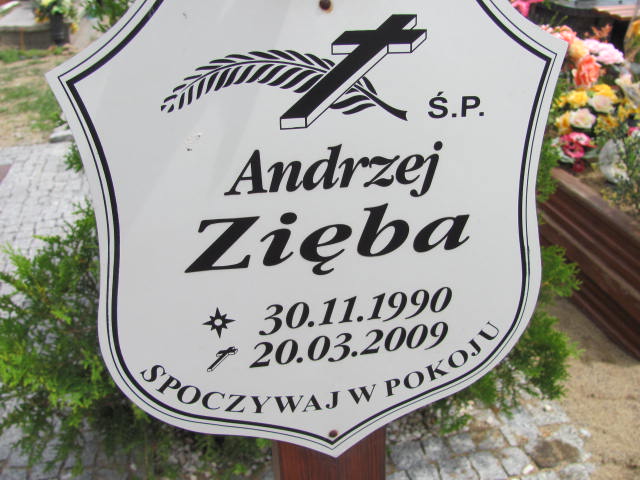 Ś.P.
Andrzej
Zięba
30.11.1990
20.03.2009
SPOCZYWAJ W POKOJU